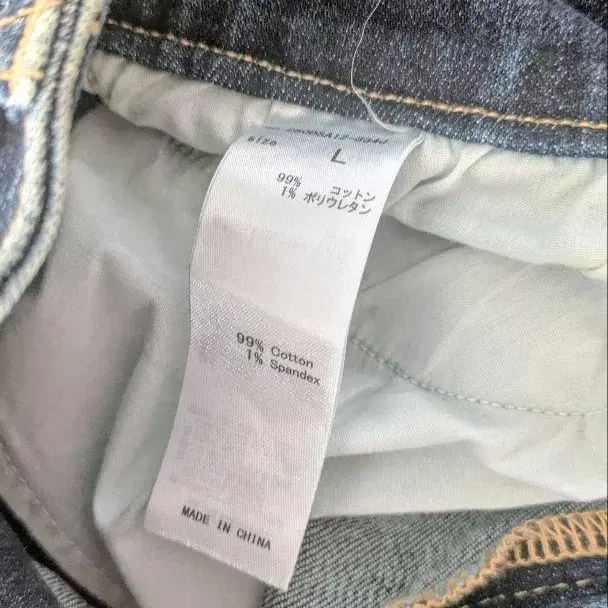 Size
L
99% コットン
1% ポリウレタン
99% Cotton
1% Spandex
MADE IN CHINA